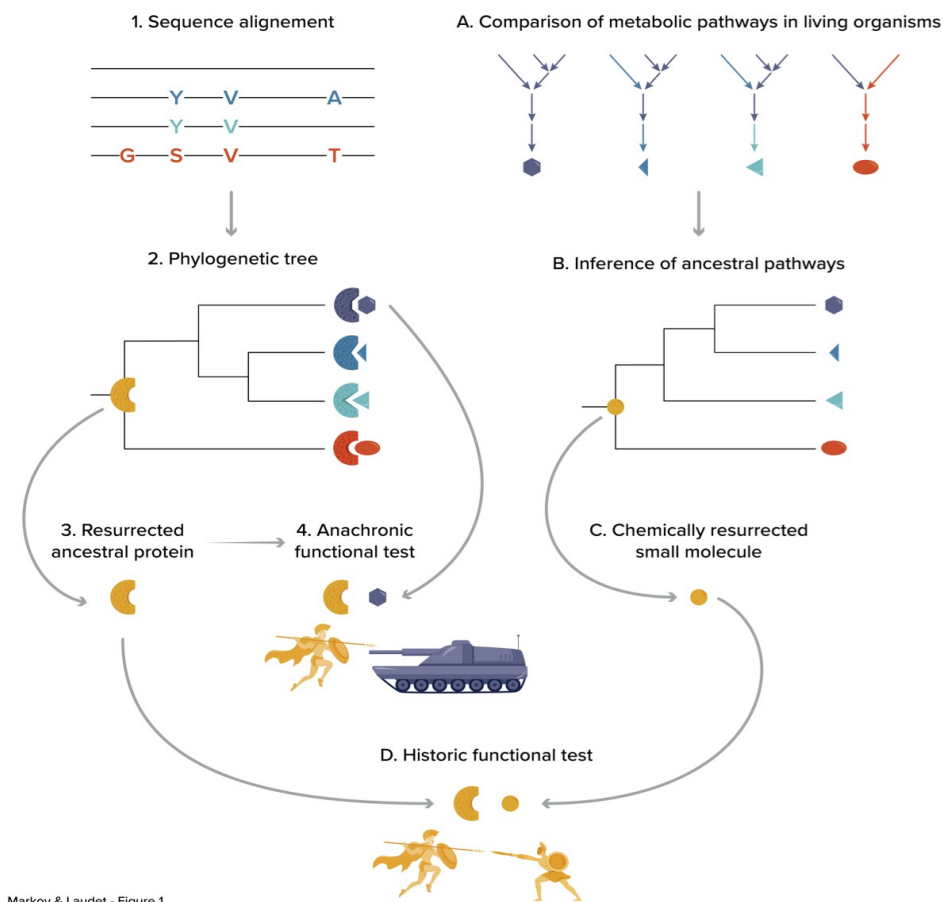 1. Sequence alignement
Y V A
Y V
G S V T
A. Comparison of metabolic pathways in living organisms
2. Phylogenetic tree
B. Inference of ancestral pathways
3. Resurrected
ancestral protein
4. Anachronic
functional test
C. Chemically resurrected
small molecule
D. Historic functional test
Markov & Laudet - Figure 1